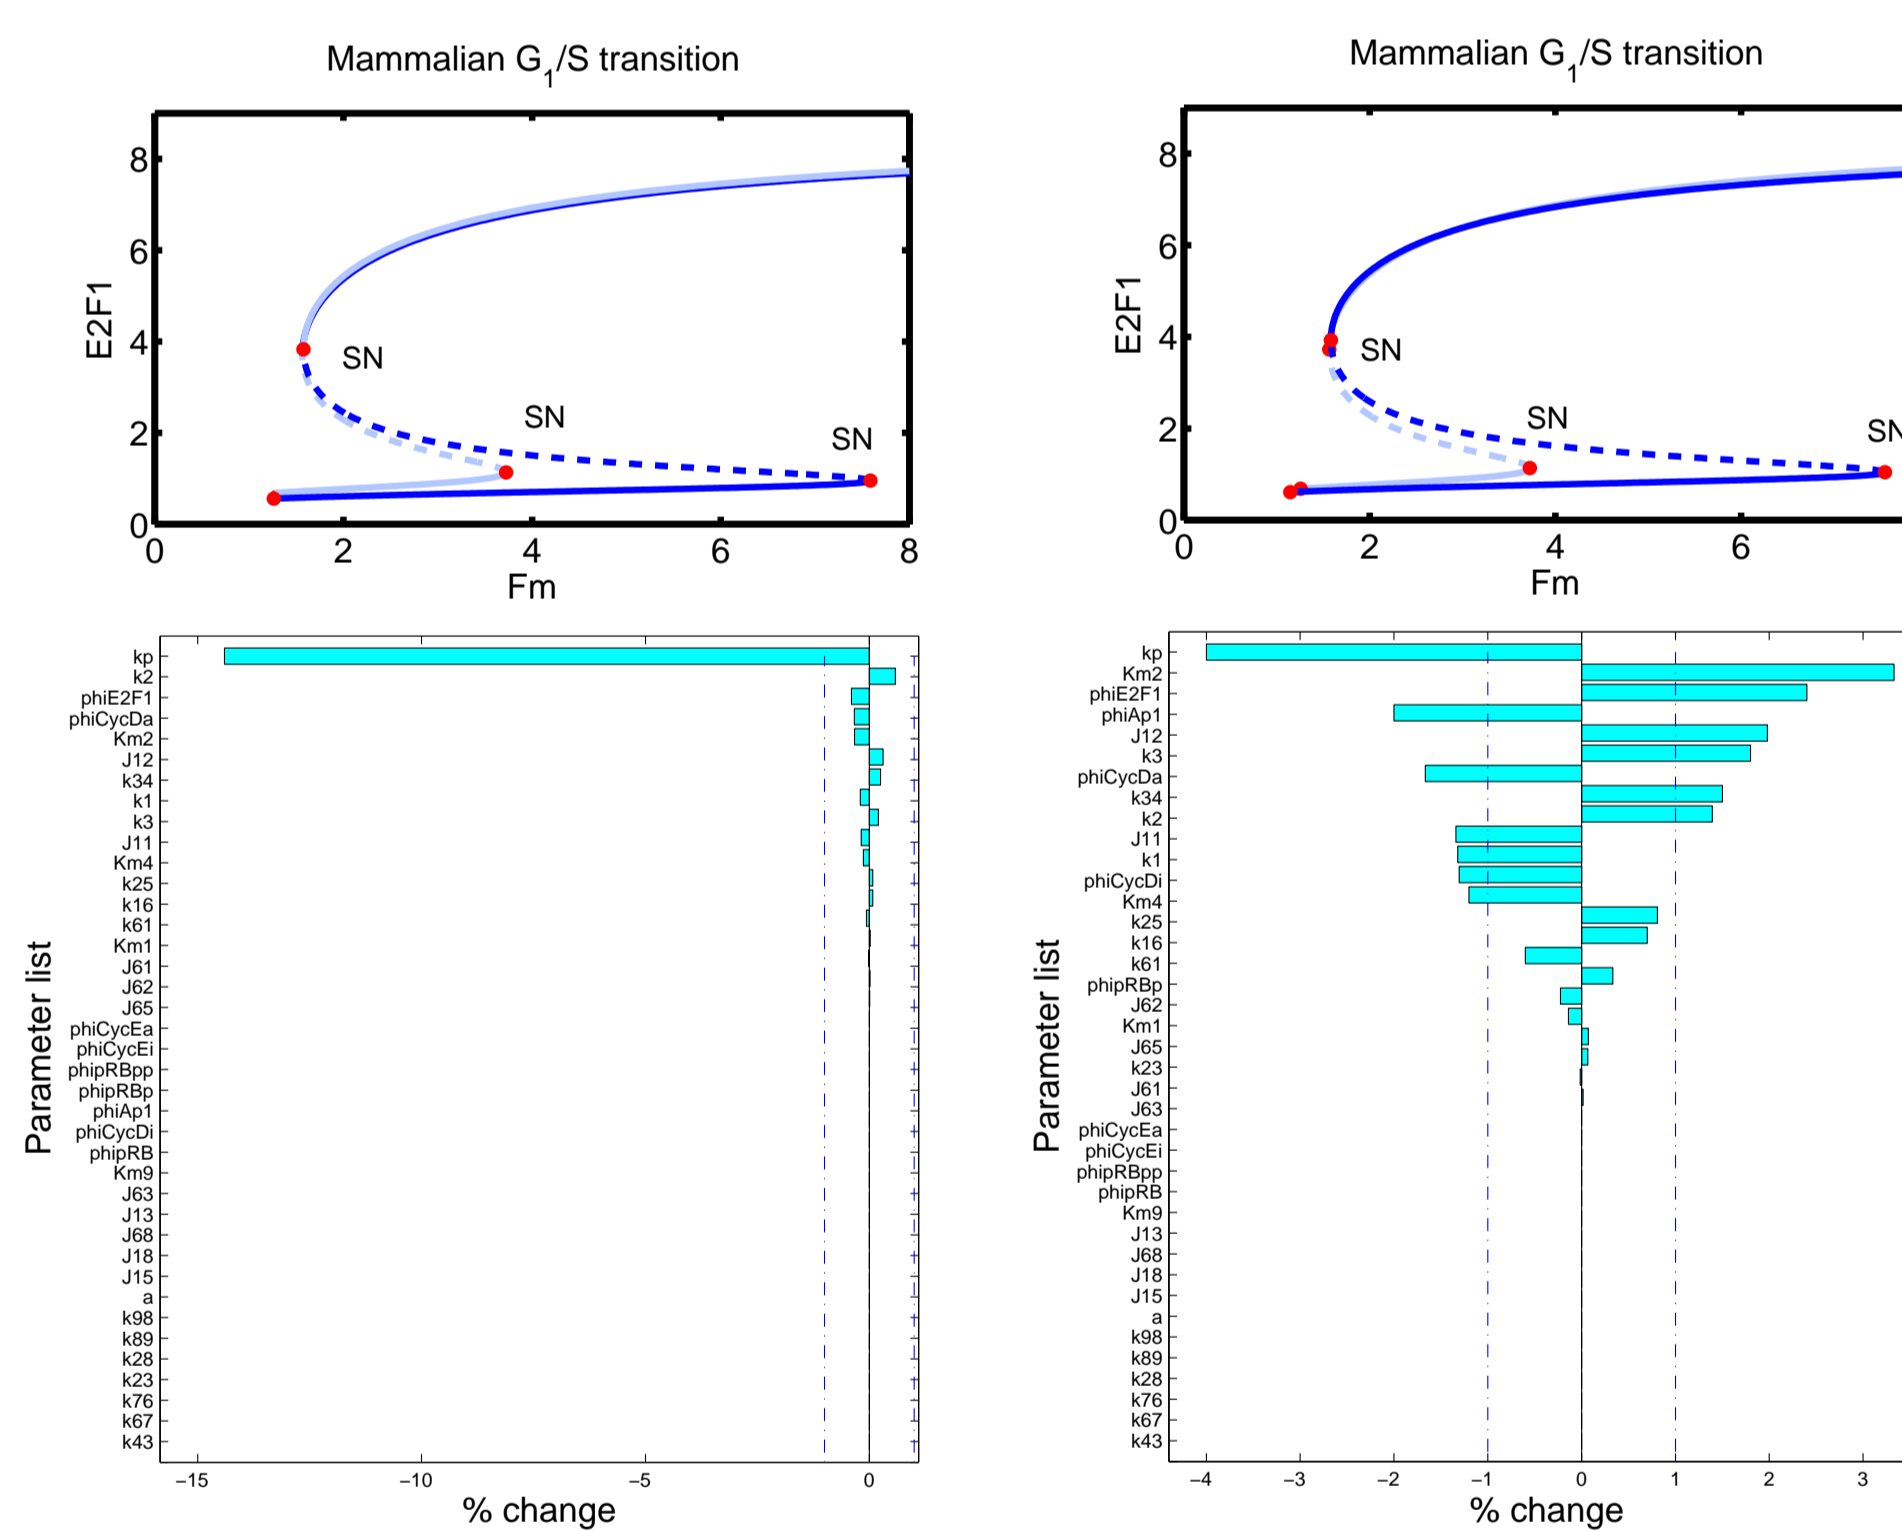 Mammalian G1/S transition
8
6
4
2
0
E2F1
SN
SN
SN
0 2 4 6 8
Fm
Mammalian G1/S transition
8
6
4
2
0
E2F1
SN
SN
SN
0 2 4 6
Fm
Parameter list
kp
k2
phiE2F1
phiCycDa
Km2
J12
k34
k1
k3
J11
Km4
k25
k16
k61
Km1
J61
J62
J65
phiCycEa
phiCycEi
phipRBpp
phipRBp
phiAp1
phiCycDi
phipRB
Km9
J63
J13
J68
J18
J15
a
k98
k89
k28
k23
k76
k67
k43
−15 −10 −5 0
% change
Parameter list
kp
Km2
phiE2F1
phiAp1
J12
k3
phiCycDa
k34
k2
J11
k1
phiCycDi
Km4
k25
k16
k61
phipRBp
J62
Km1
J65
k23
J61
J63
phiCycEa
phiCycEi
phipRBpp
phipRB
Km9
J13
J68
J18
J15
a
k98
k89
k28
k76
k67
k43
−4 −3 −2 −1 0 1 2 3
% change